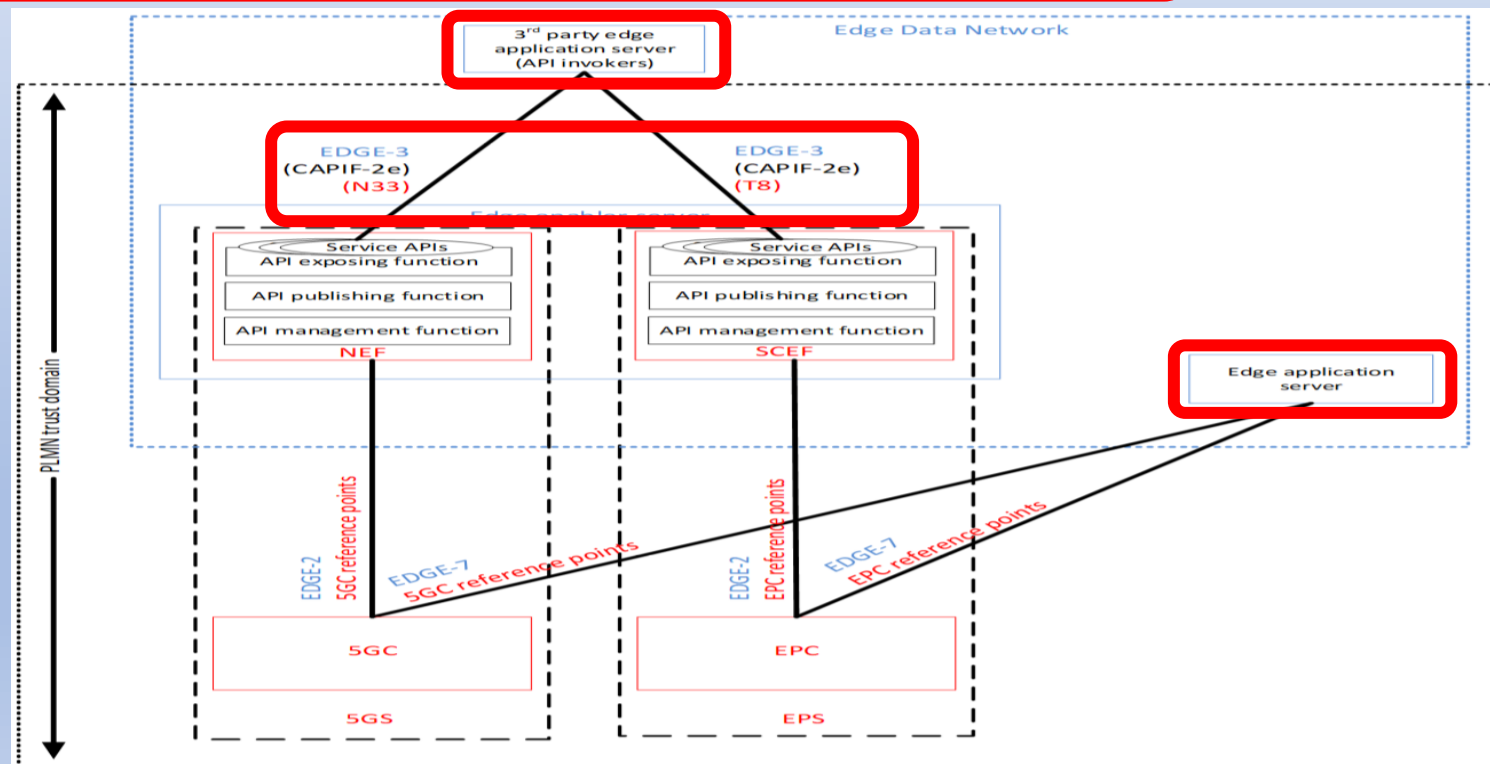 3rd party edge
application server
(API invokers)
Edge Data Network
EDGE-3
(CAPIF-2e)
(N33)
EDGE-3
(CAPIF-2e)
(T8)
Edge enabler server
Service APIs
API exposing function
API publishing function
API management function
NEF
Service APIs
API exposing function
API publishing function
API management function
SCEF
Edge application
server
PLMN trust domain
EDGE-2
5GC reference points
EDGE-7
5GC reference points
EDGE-2
EPC reference points
EDGE-7
EPC reference points
5GC
5GS
EPC
EPS